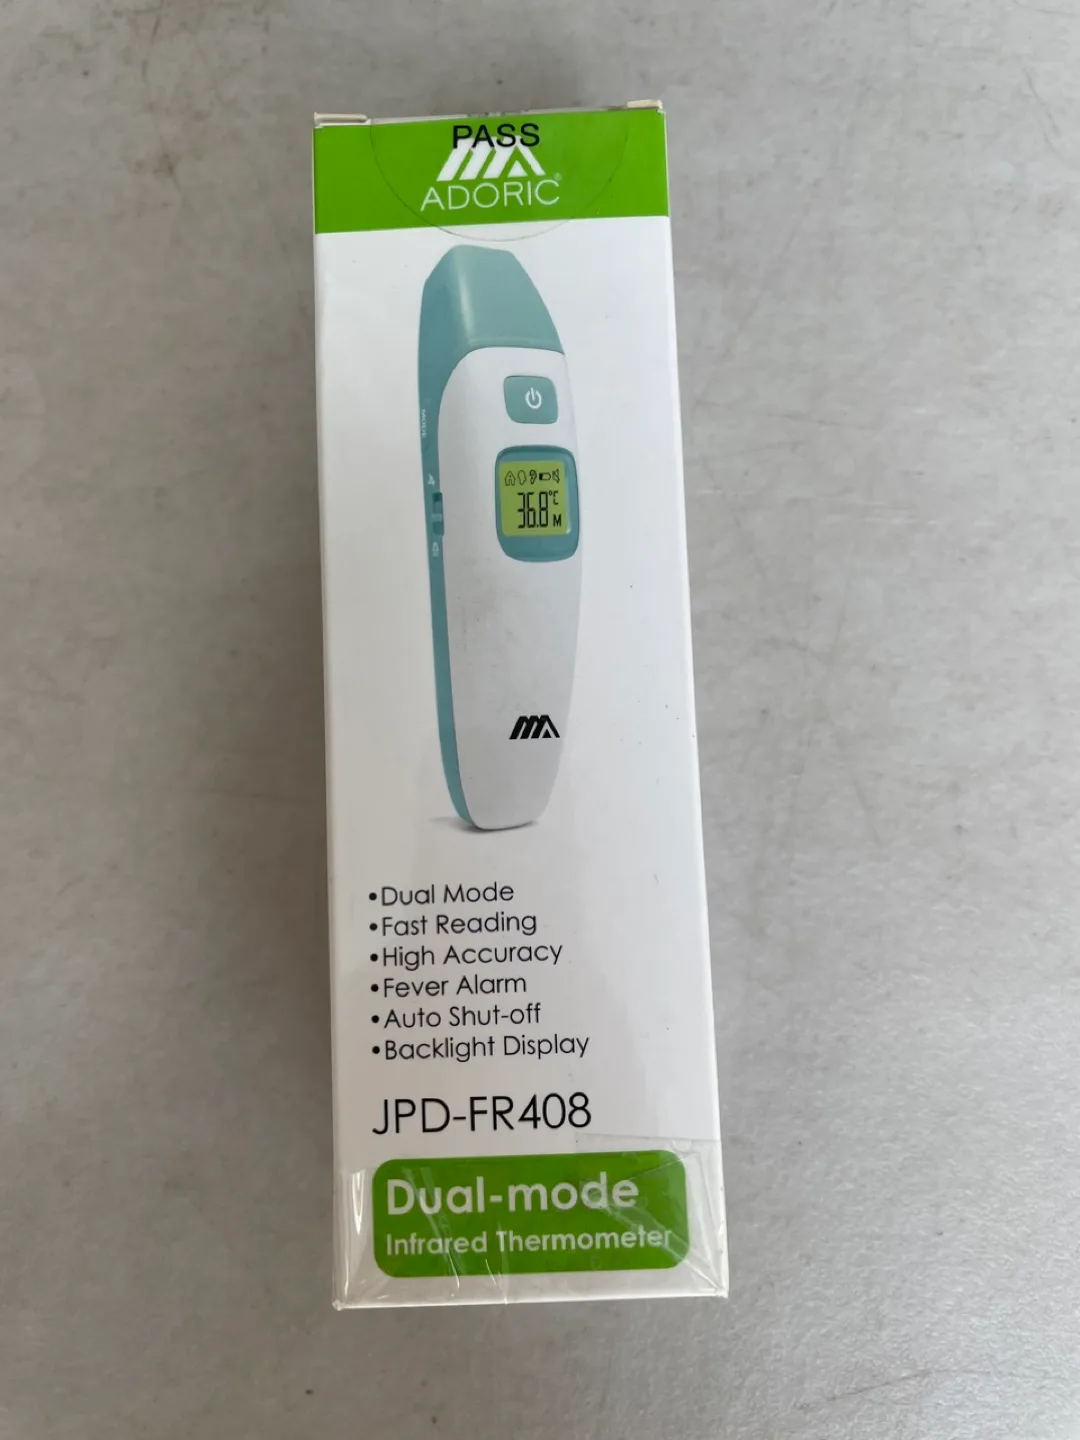 PASS
ADORIC®
MODE
36.8°C
M
•Dual Mode
•Fast Reading
•High Accuracy
•Fever Alarm
•Auto Shut-off
•Backlight Display
JPD-FR408
Dual-mode
Infrared Thermometer